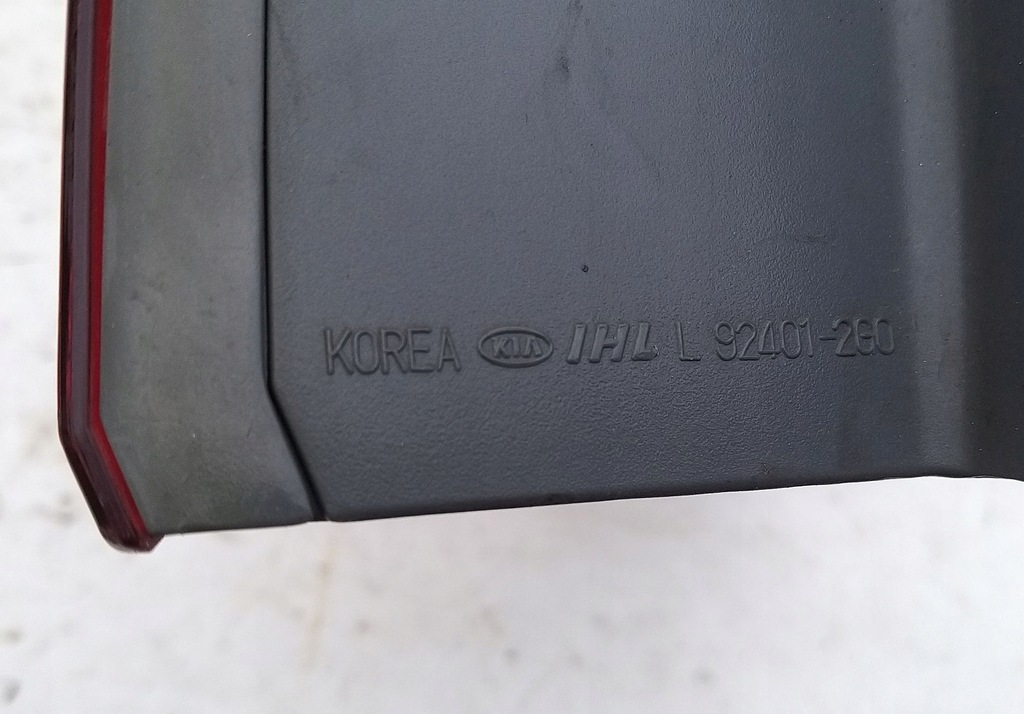 KOREA KIA IHL L 92401-2G0